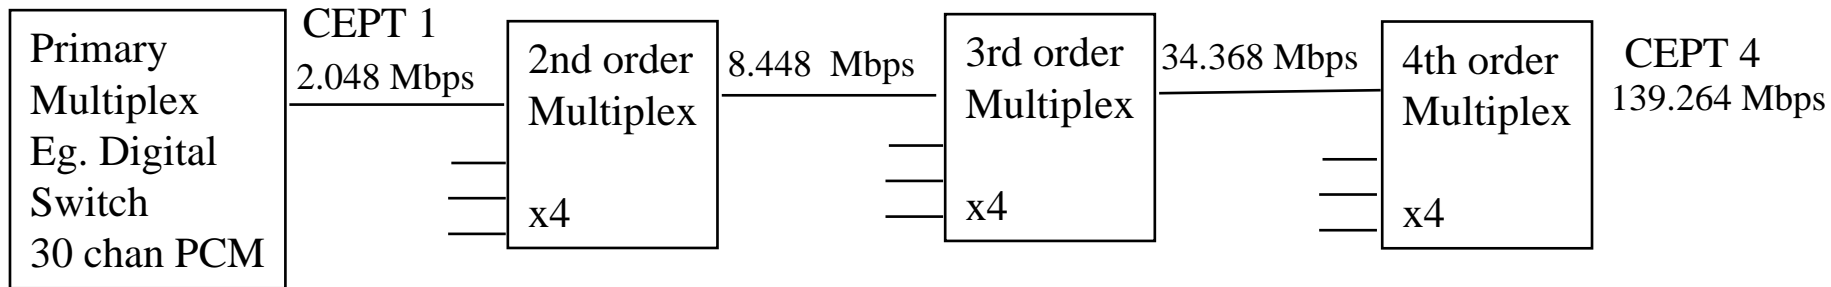 Primary
Multiplex
Eg. Digital
Switch
30 chan PCM
CEPT 1
2.048 Mbps
2nd order
Multiplex
x4
8.448 Mbps
3rd order
Multiplex
x4
34.368 Mbps
4th order
Multiplex
x4
CEPT 4
139.264 Mbps